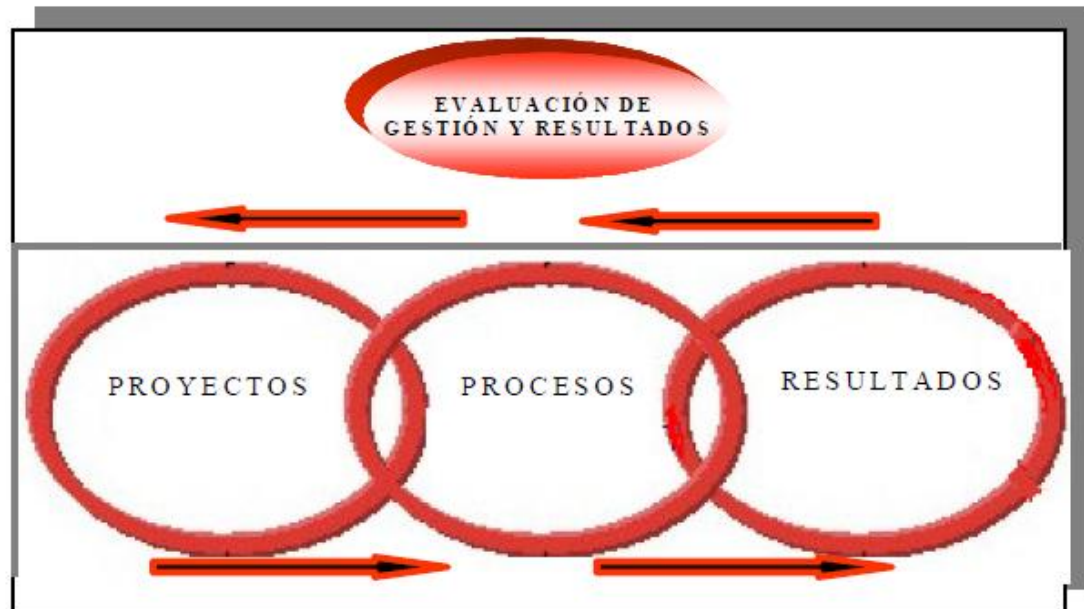 EVALUACIÓN DE
GESTIÓN Y RESULTADOS
PROYECTOS
PROCESOS
RESULTADOS